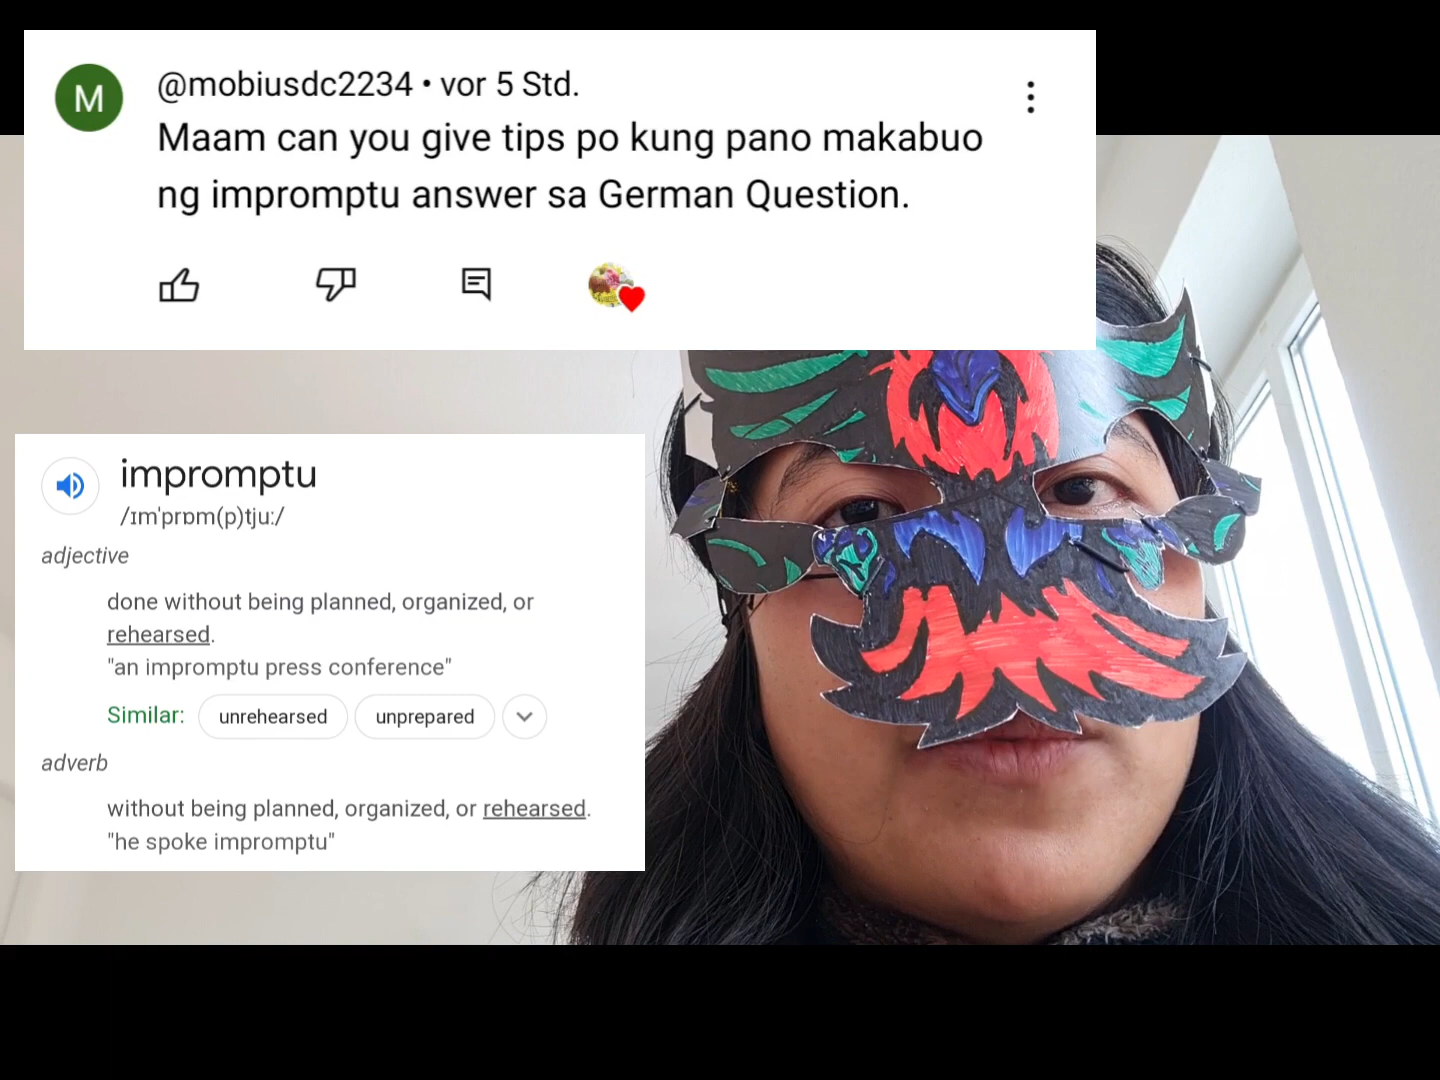 M
@mobiusdc2234 • vor 5 Std.
Maam can you give tips po kung pano makabuo
ng impromptu answer sa German Question.
impromptu
/ɪmˈprɒm(p)tjuː/
adjective
done without being planned, organized, or
rehearsed.
"an impromptu press conference"
Similar: unrehearsed unprepared
adverb
without being planned, organized, or rehearsed.
"he spoke impromptu"